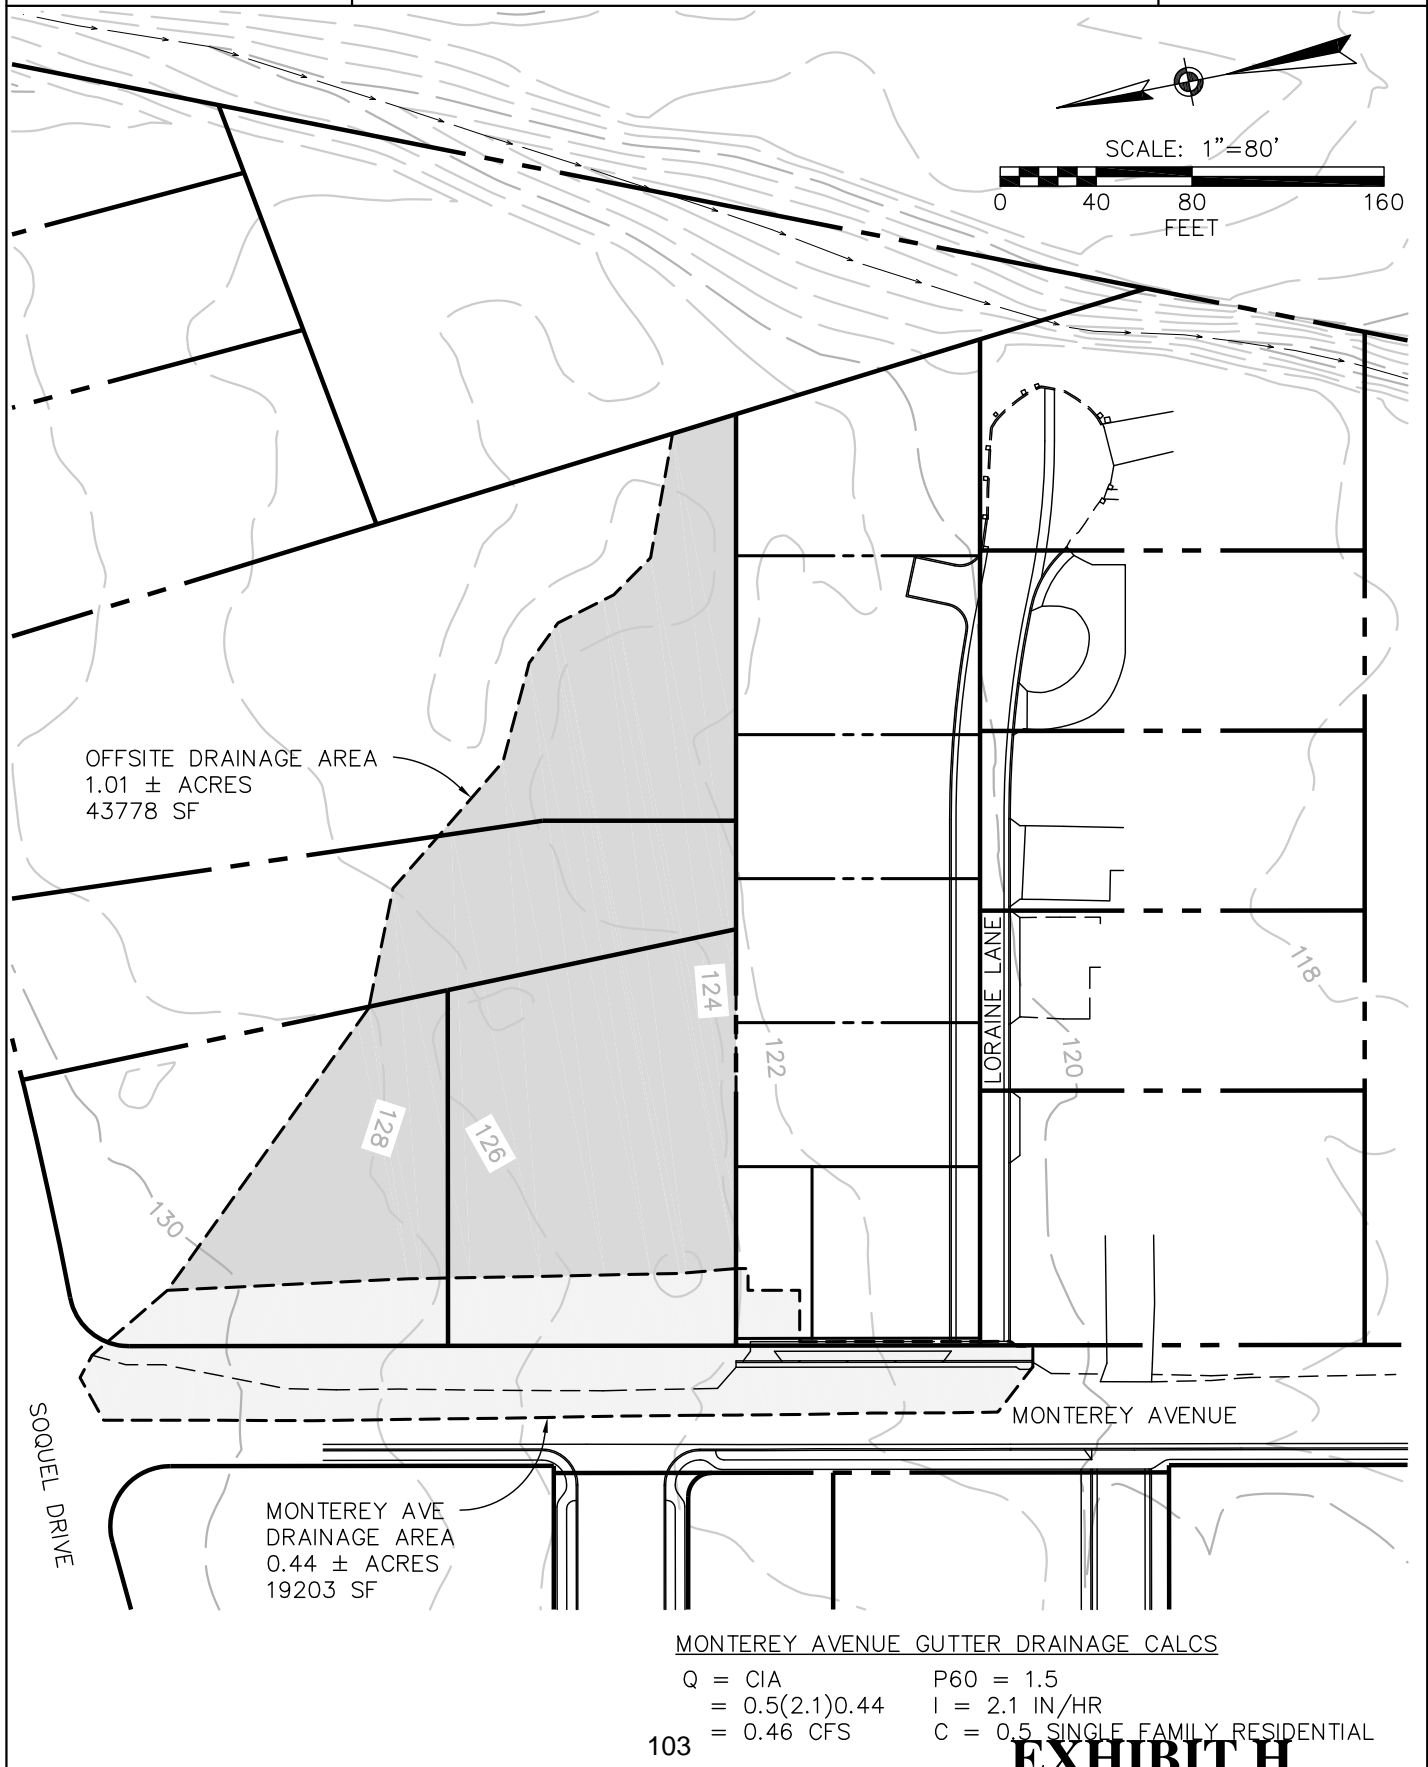 SCALE: 1"=80'
0 40 80 160
FEET
OFFSITE DRAINAGE AREA
1.01 ± ACRES
43778 SF
124
122
LORAINE LANE
120
118
128
126
130
MONTEREY AVENUE
SOQUEL DRIVE
MONTEREY AVE
DRAINAGE AREA
0.44 ± ACRES
19203 SF
MONTEREY AVENUE GUTTER DRAINAGE CALCS
Q = CIA
= 0.5(2.1)0.44
= 0.46 CFS
P60 = 1.5
I = 2.1 IN/HR
C = 0.5 SINGLE FAMILY RESIDENTIAL
103
EXHIBIT H